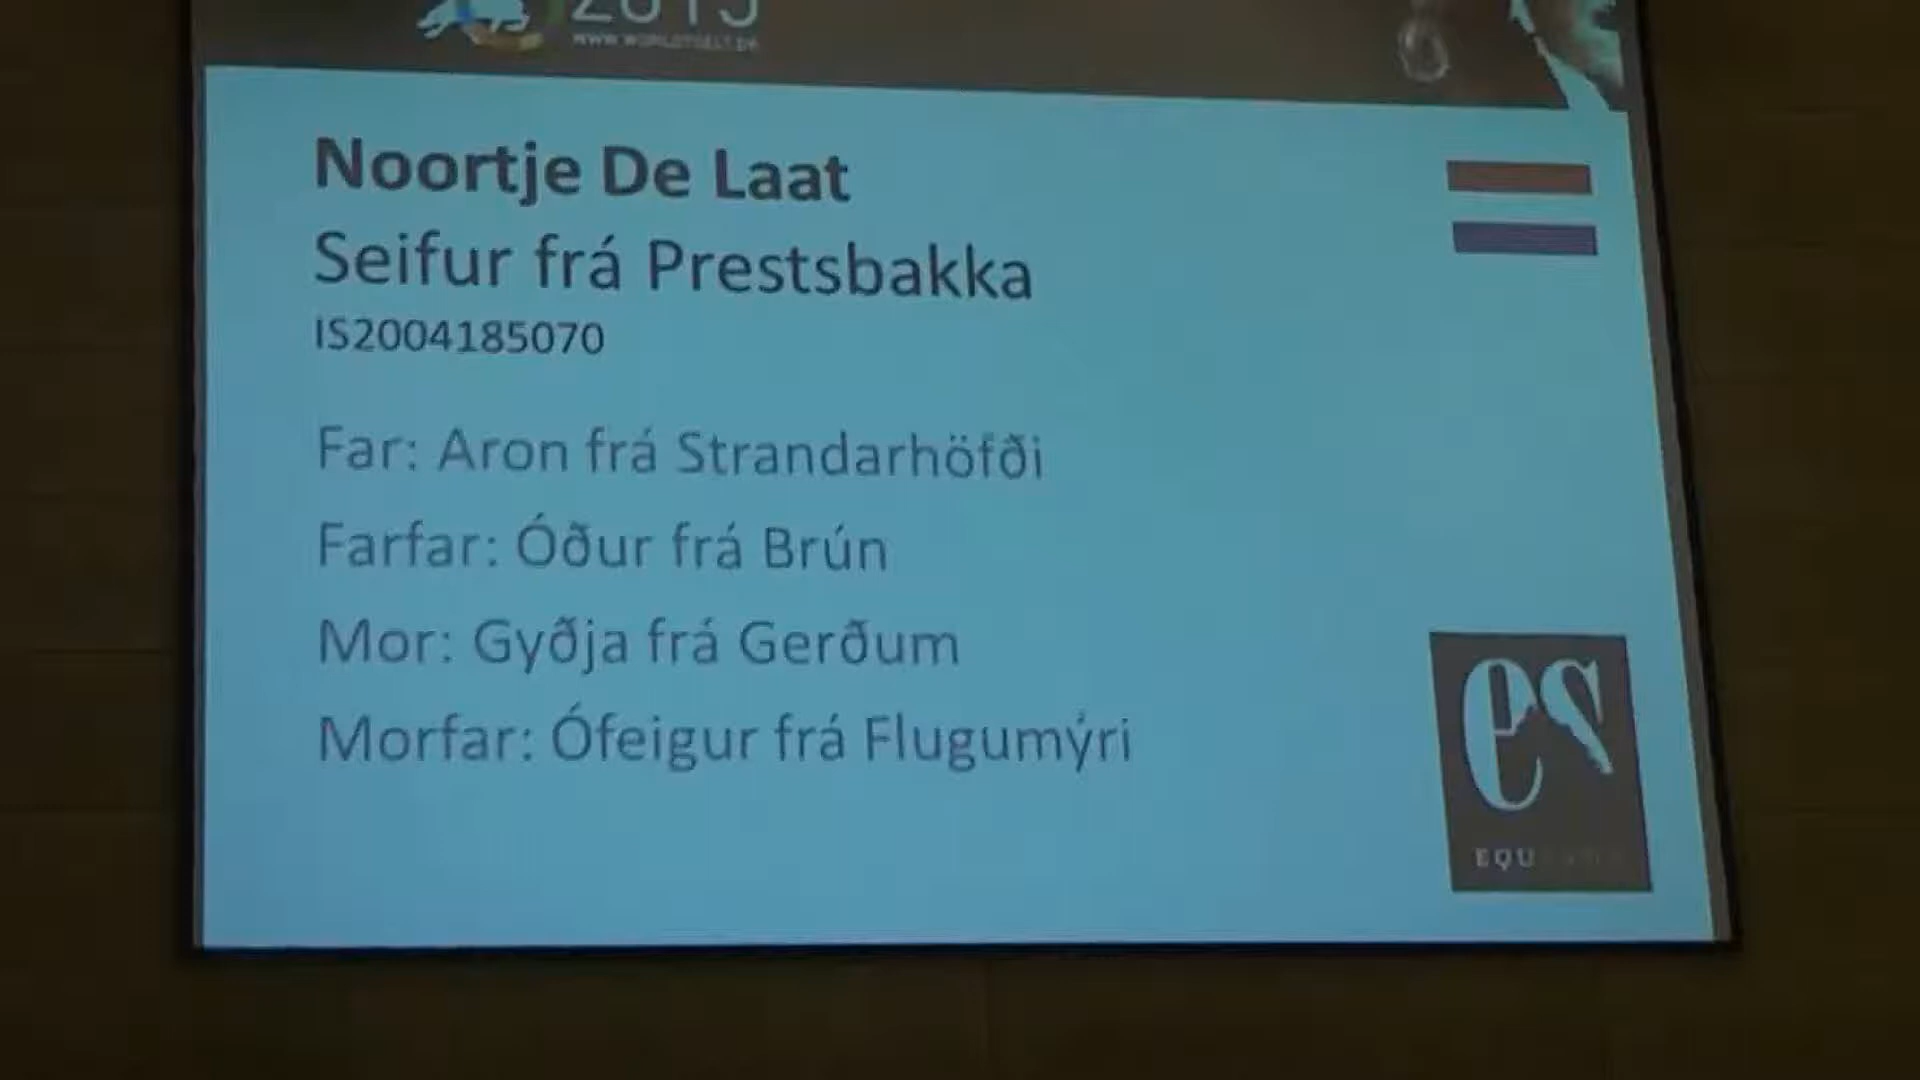 Noortje De Laat
Seifur frá Prestsbakka
IS2004185070
Far: Aron frá Strandarhöfði
Farfar: Óður frá Brún
Mor: Gyðja frá Gerðum
Morfar: Ófeigur frá Flugumýri
es